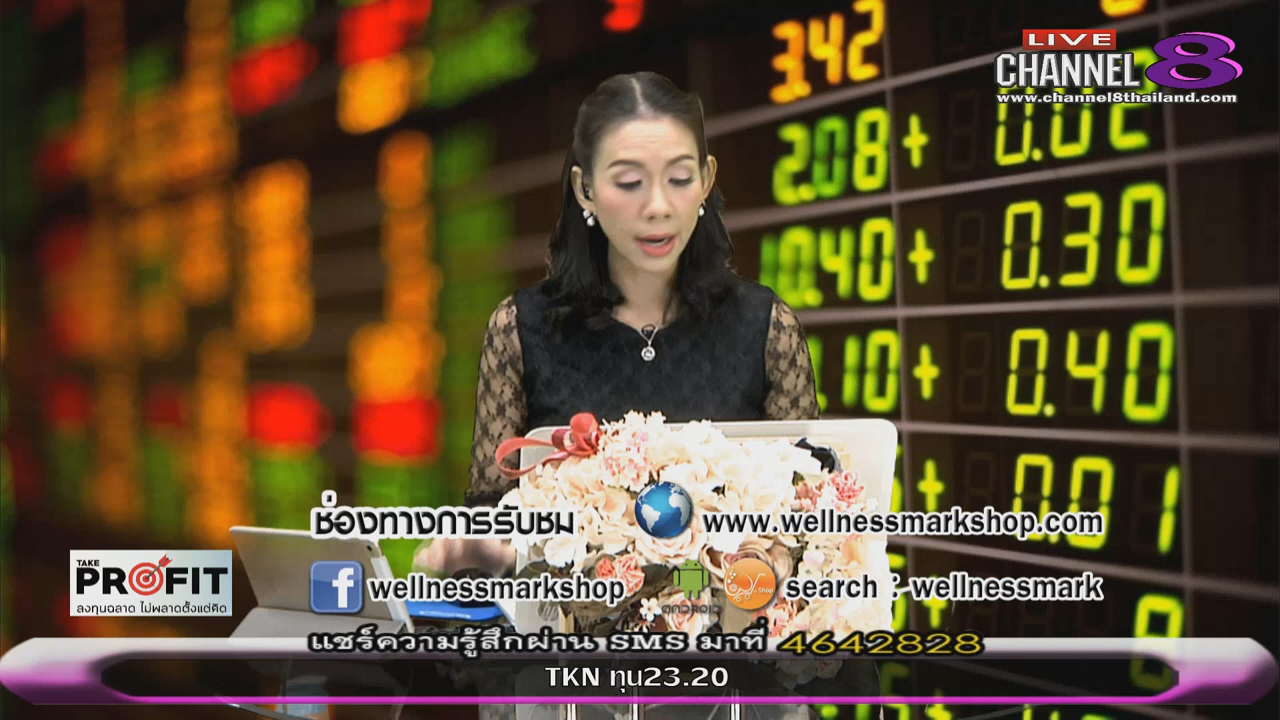 LIVE
CHANNEL 8
www.channel8thailand.com
3.42
2.08 + 0.02
10.40 + 0.30
.10 + 0.40
+ 0.01
ช่องทางการรับชม www.wellnessmarkshop.com
wellnessmarkshop ANDROID Shop search : wellnessmark
TAKE
PROFIT
ลงทุนฉลาด ไม่พลาดตั้งแต่คิด
แชร์ความรู้สึกผ่าน SMS มาที่ 4642828
TKN ทุน23.20